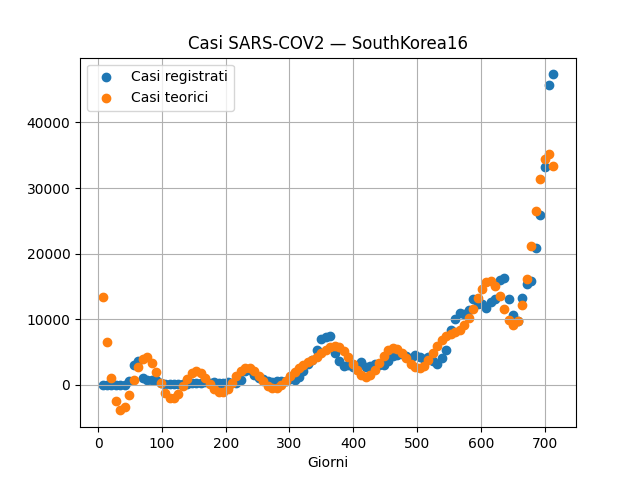 Casi SARS-COV2 — SouthKorea16
Casi registrati
Casi teorici
40000
30000
20000
10000
0
0 100 200 300 400 500 600 700
Giorni